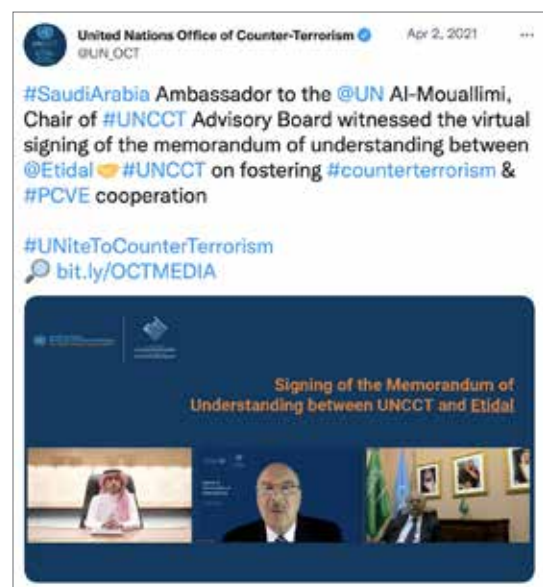 United Nations Office of Counter-Terrorism
Apr 2, 2021
@UN_OCT
#SaudiArabia Ambassador to the @UN Al-Mouallimi,
Chair of #UNCCT Advisory Board witnessed the virtual
signing of the memorandum of understanding between
@Etidal🤝#UNCCT on fostering #counterterrorism &
#PCVE cooperation
#UNiteToCounterTerrorism
🔎 bit.ly/OCTMEDIA
Signing of the Memorandum of
Understanding between UNCCT and Etidal